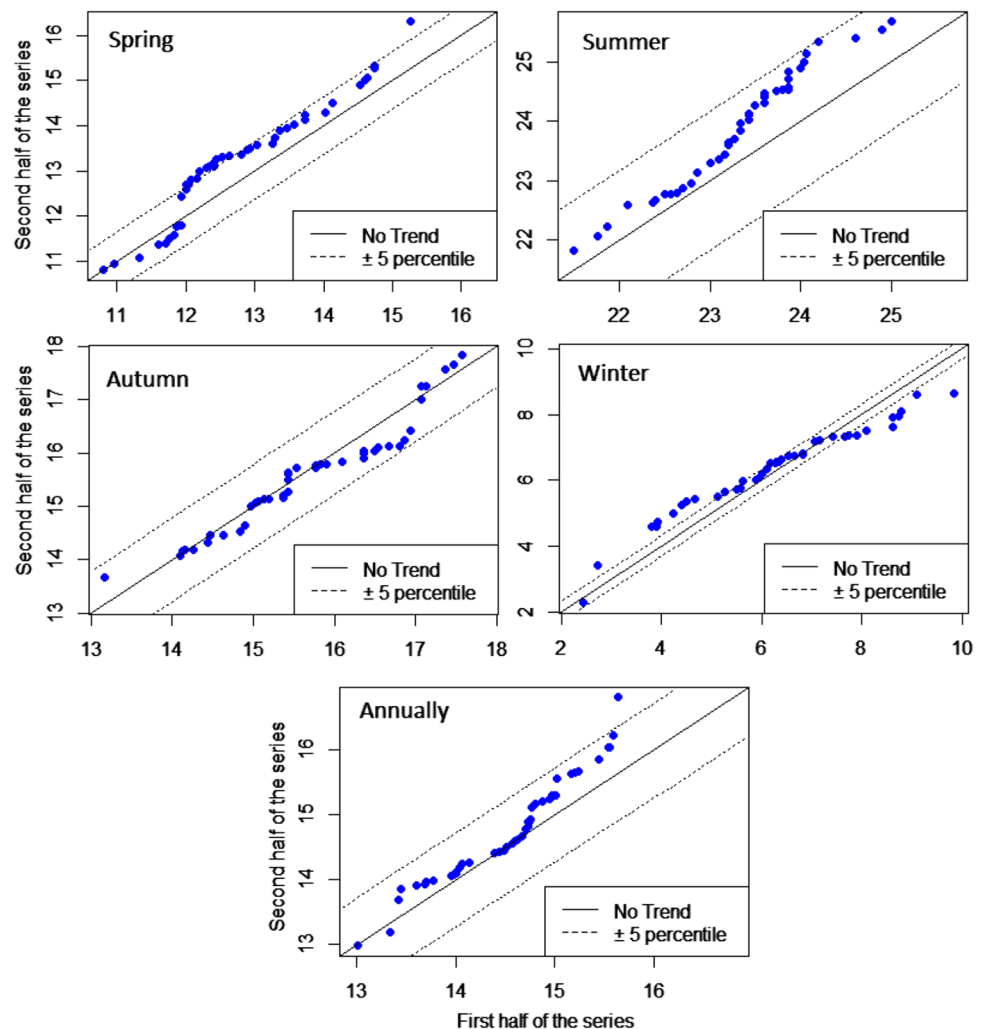 Spring
Second half of the series
11 12 13 14 15 16
No Trend
± 5 percentile
11 12 13 14 15 16
Summer
22 23 24 25
No Trend
± 5 percentile
22 23 24 25
Autumn
Second half of the series
13 14 15 16 17 18
No Trend
± 5 percentile
13 14 15 16 17 18
Winter
2 4 6 8 10
No Trend
± 5 percentile
2 4 6 8 10
Annually
Second half of the series
13 14 15 16
No Trend
± 5 percentile
13 14 15 16
First half of the series